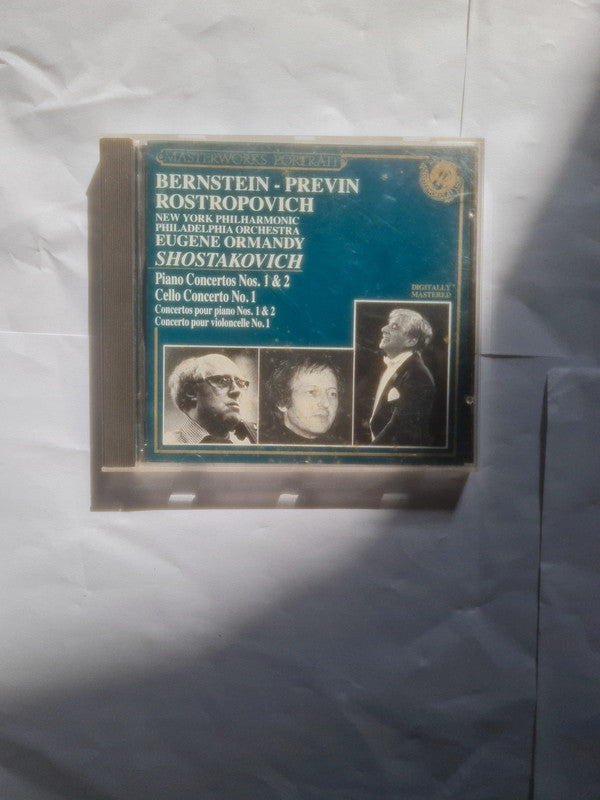 MASTERWORKS PORTRAIT
BERNSTEIN - PREVIN
ROSTROPOVICH
NEW YORK PHILHARMONIC
PHILADELPHIA ORCHESTRA
EUGENE ORMANDY
SHOSTAKOVICH
Piano Concertos Nos. 1 & 2
Cello Concerto No. 1
Concertos pour piano Nos. 1 & 2
Concerto pour violoncelle No. 1
DIGITALLY
MASTERED